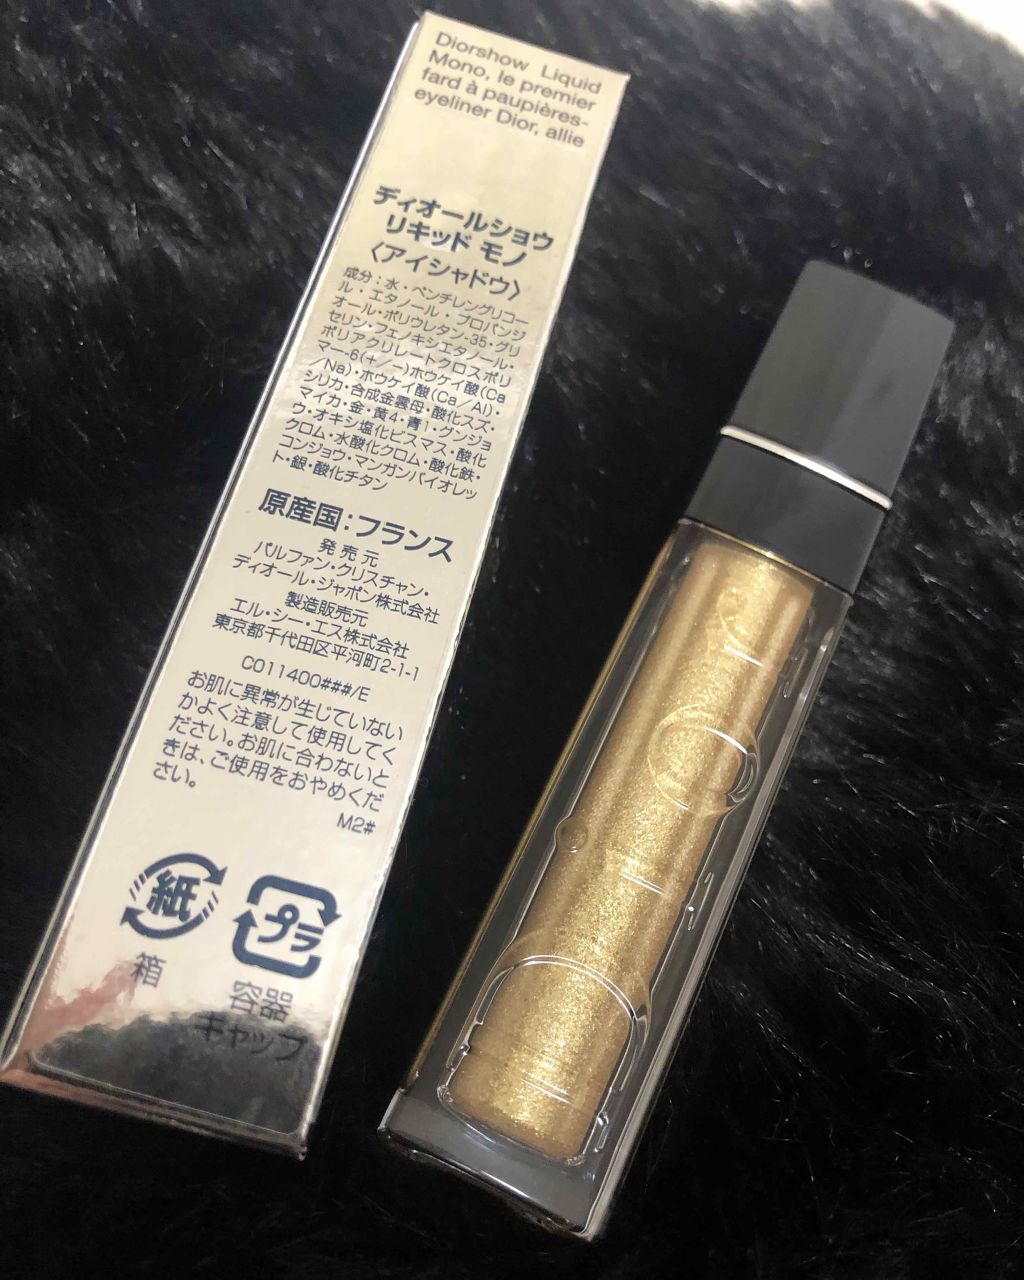 Diorshow Liquid
Mono, le premier
fard à paupières-
eyeliner Dior, allie
ディオールショウ
リキッド モノ
〈アイシャドウ〉
成分：水・ペンチレングリコー
ル・エタノール・プロパンジ
オール・ポリウレタン-35・グリ
セリン・フェノキシエタノール・
ポリアクリレートクロスポリ
マー-6(+/-)ホウケイ酸(Ca
/Na)・ホウケイ酸(Ca/Al)・
シリカ・合成金雲母・酸化スズ・
マイカ・金・黄4・青1・グンジョ
ウ・オキシ塩化ビスマス・酸化
クロム・水酸化クロム・酸化鉄・
コンジョウ・マンガンバイオレッ
ト・銀・酸化チタン
原産国：フランス
発売元
パルファン・クリスチャン・
ディオール・ジャポン株式会社
製造販売元
エル・シー・エス株式会社
東京都千代田区平河町2-1-1
C011400###/E
お肌に異常が生じていない
かよく注意して使用してく
ださい。お肌に合わないと
きは、ご使用をおやめくだ
さい。
M2#
紙
プラ
箱
容器
キャップ
Dior